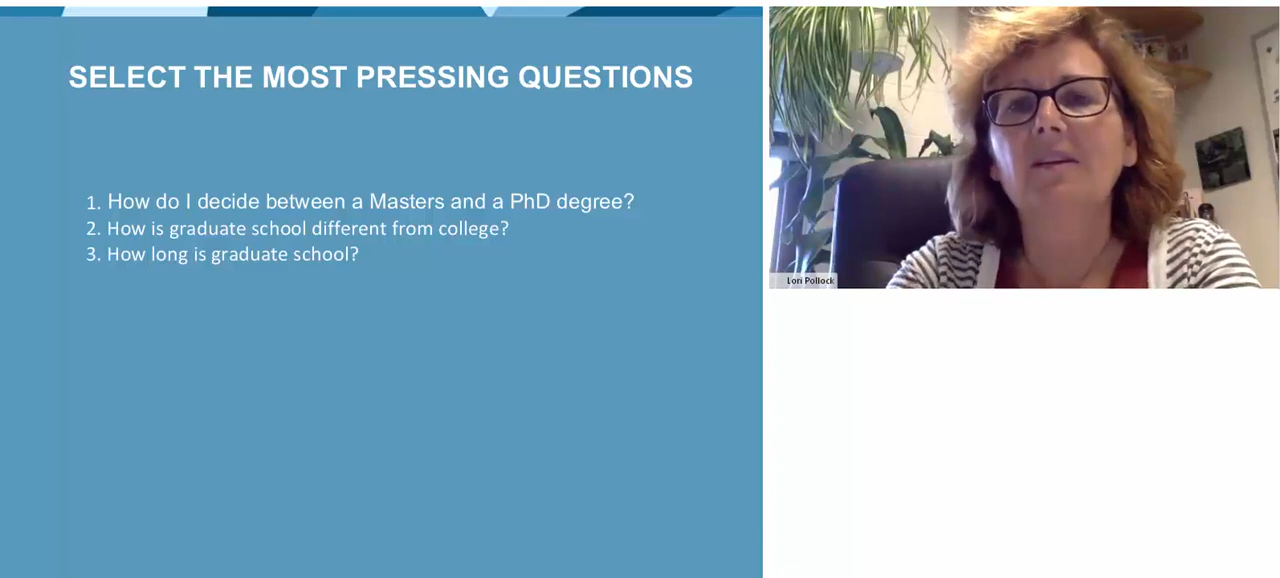 SELECT THE MOST PRESSING QUESTIONS
1. How do I decide between a Masters and a PhD degree?
2. How is graduate school different from college?
3. How long is graduate school?
Lori Pollock